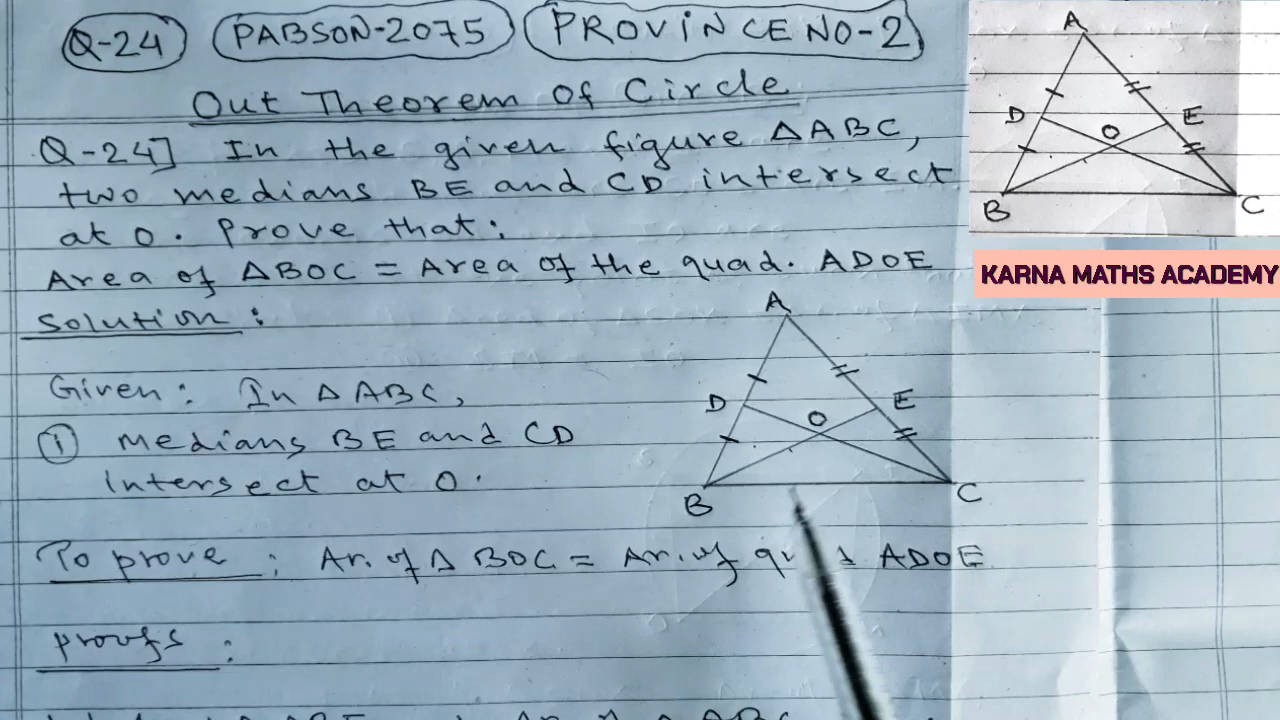 Q-24 PABSON-2075 PROVINCE NO-2
Out Theorem of Circle
Q-24] In the given figure △ABC,
two medians BE and CD intersect
at O. Prove that:
Area of △BOC = Area of the quad. ADOE
Solution:
Given: In △ABC,
① Medians BE and CD
intersect at O.
To prove: Ar. of △BOC = Ar. of ADOE
Proofs:
A
D
O
E
B
C
KARNA MATHS ACADEMY
A
D
O
E
B
C